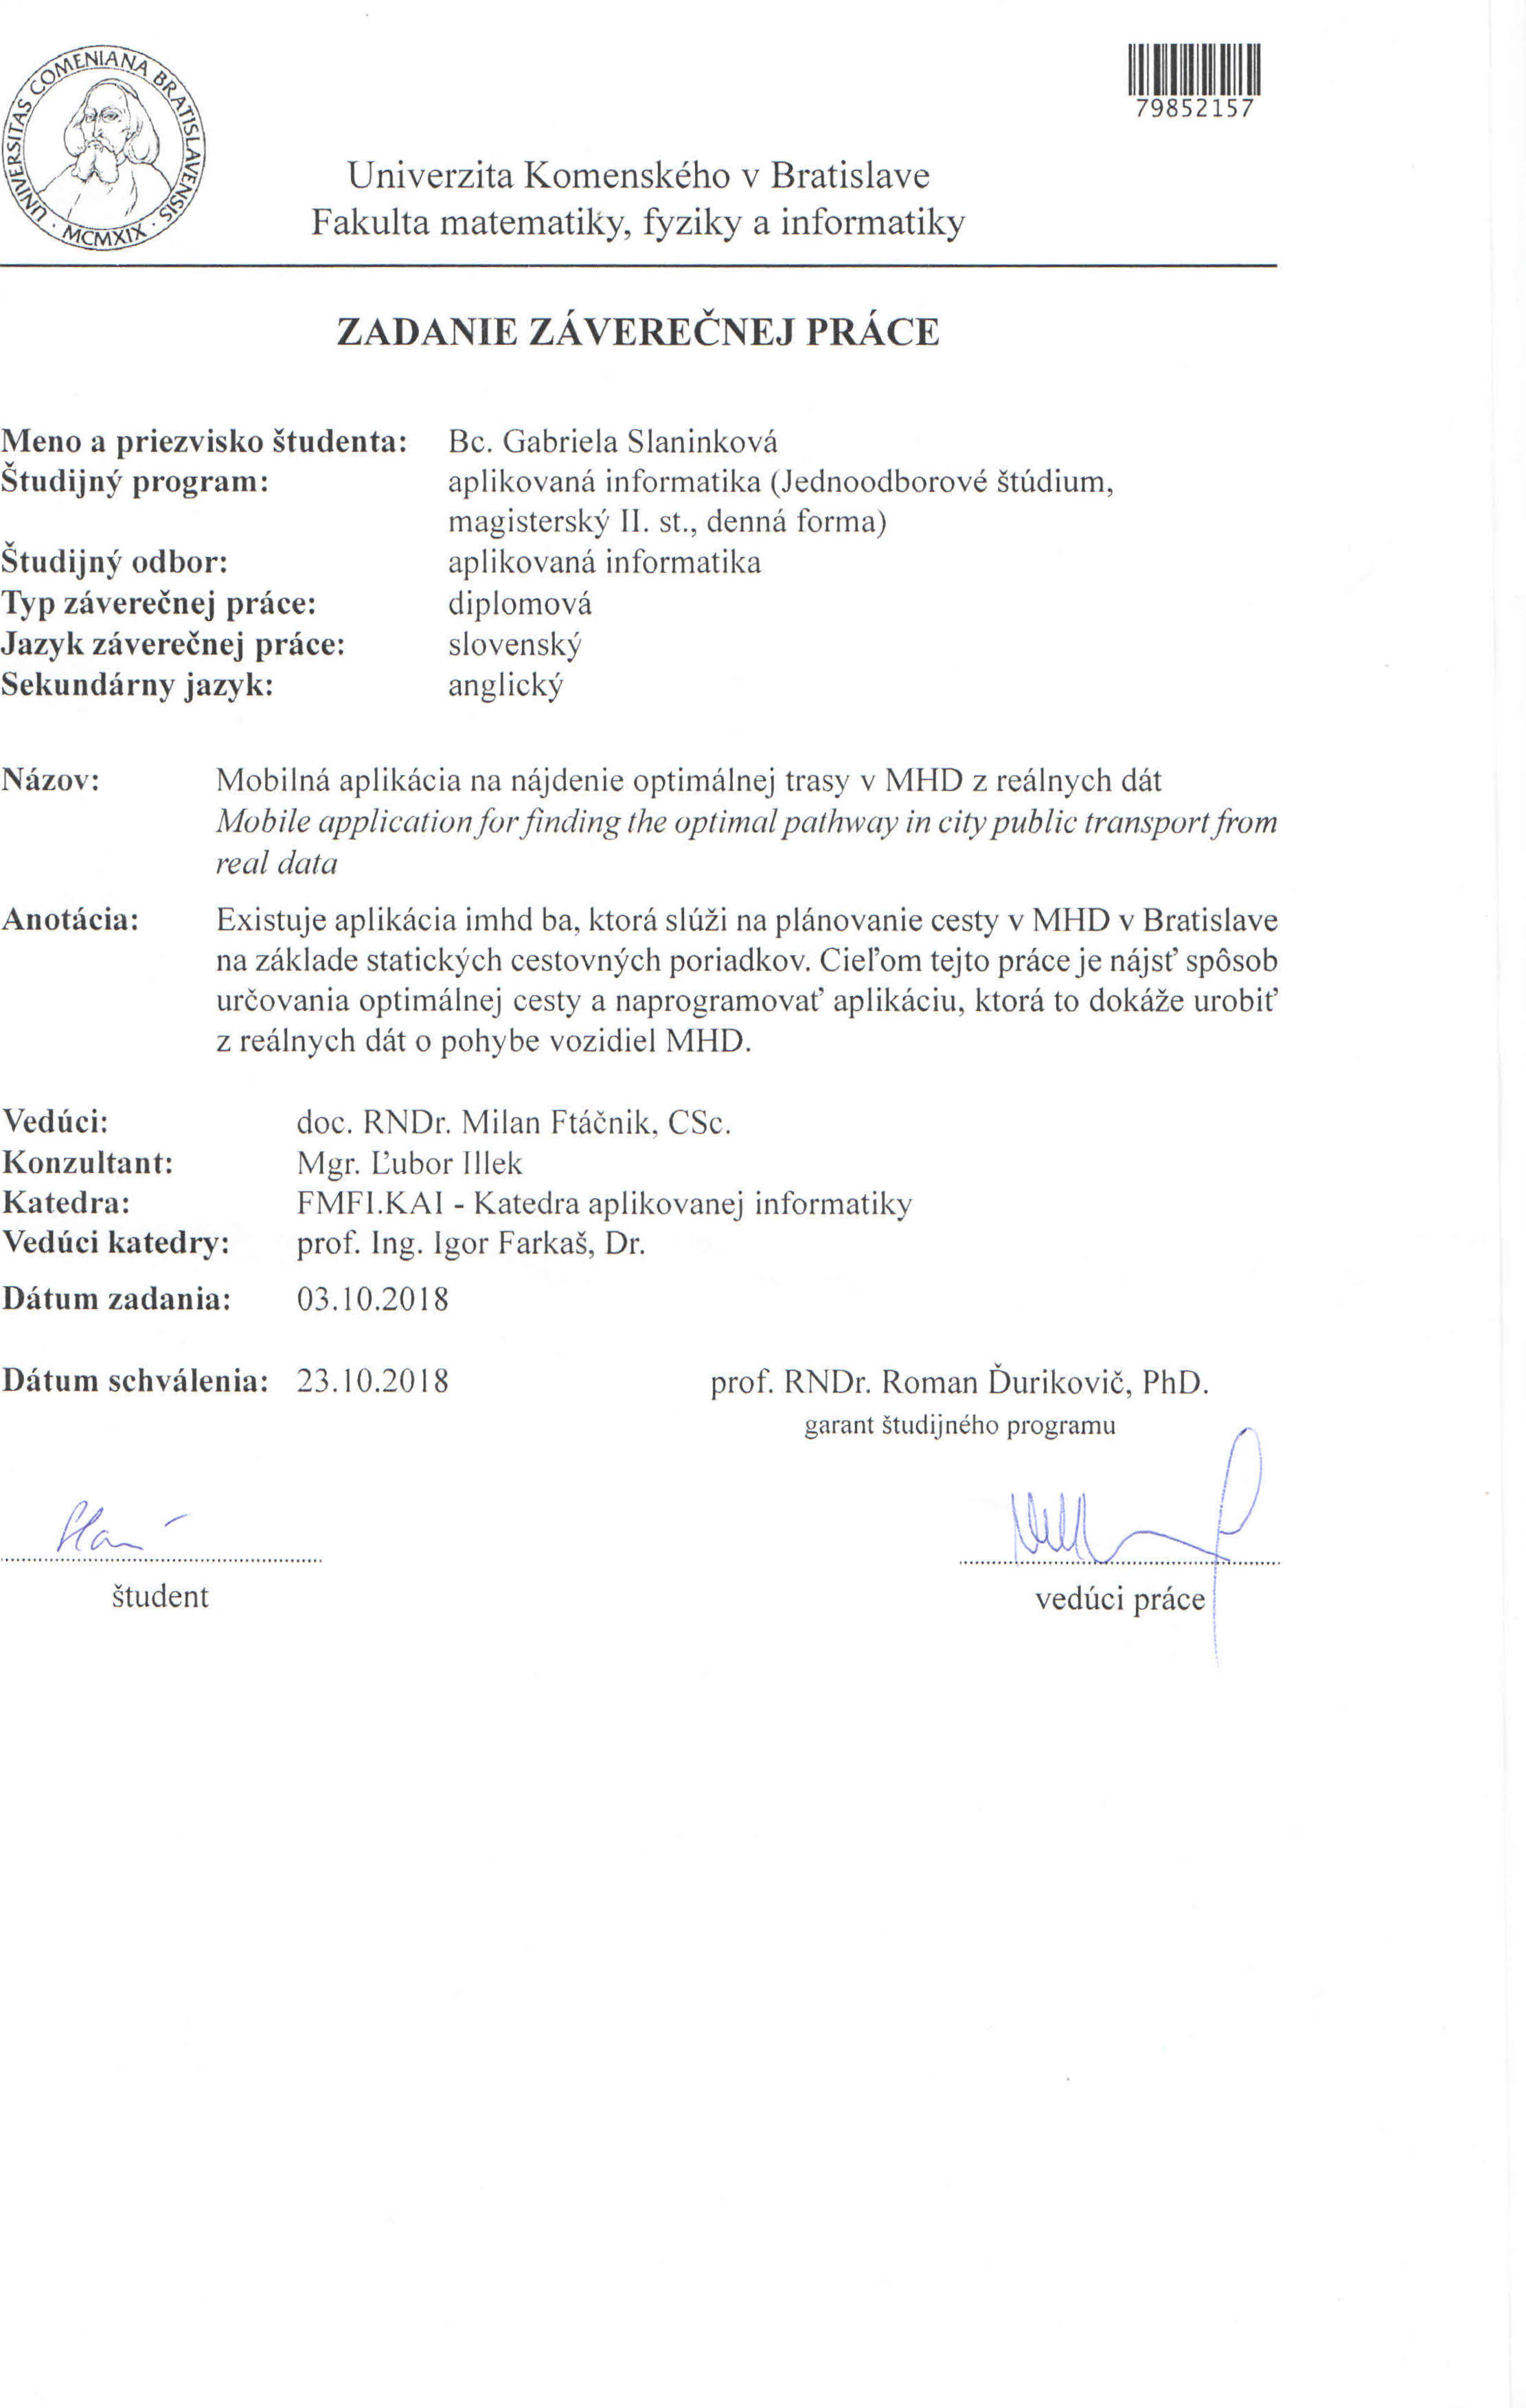 UNIVERSITAS COMENIANA BRATISLAVENSIS
MCMXIX
79852157
Univerzita Komenského v Bratislave
Fakulta matematiky, fyziky a informatiky
ZADANIE ZÁVEREČNEJ PRÁCE
Meno a priezvisko študenta: Bc. Gabriela Slaninková
Študijný program: aplikovaná informatika (Jednoodborové štúdium,
magisterský II. st., denná forma)
Študijný odbor: aplikovaná informatika
Typ záverečnej práce: diplomová
Jazyk záverečnej práce: slovenský
Sekundárny jazyk: anglický
Názov: Mobilná aplikácia na nájdenie optimálnej trasy v MHD z reálnych dát
Mobile application for finding the optimal pathway in city public transport from
real data
Anotácia: Existuje aplikácia imhd ba, ktorá slúži na plánovanie cesty v MHD v Bratislave
na základe statických cestovných poriadkov. Cieľom tejto práce je nájsť spôsob
určovania optimálnej cesty a naprogramovať aplikáciu, ktorá to dokáže urobiť
z reálnych dát o pohybe vozidiel MHD.
Vedúci: doc. RNDr. Milan Ftáčnik, CSc.
Konzultant: Mgr. Ľubor Illek
Katedra: FMFI.KAI - Katedra aplikovanej informatiky
Vedúci katedry: prof. Ing. Igor Farkaš, Dr.
Dátum zadania: 03.10.2018
Dátum schválenia: 23.10.2018 prof. RNDr. Roman Ďurikovič, PhD.
garant študijného programu
študent vedúci práce